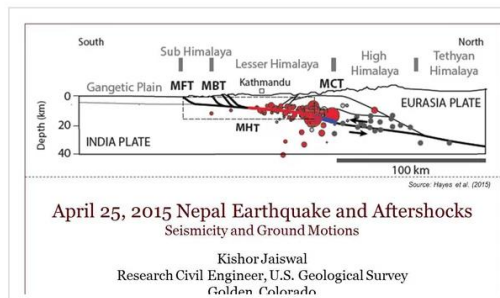 South
North
Sub Himalaya
Lesser Himalaya
High Himalaya
Tethyan Himalaya
Gangetic Plain
MFT
MBT
Kathmandu
MCT
EURASIA PLATE
Depth (km)
0
20
40
MHT
INDIA PLATE
100 km
Source: Hayes et al. (2015)
April 25, 2015 Nepal Earthquake and Aftershocks
Seismicity and Ground Motions
Kishor Jaiswal
Research Civil Engineer, U.S. Geological Survey
Golden, Colorado